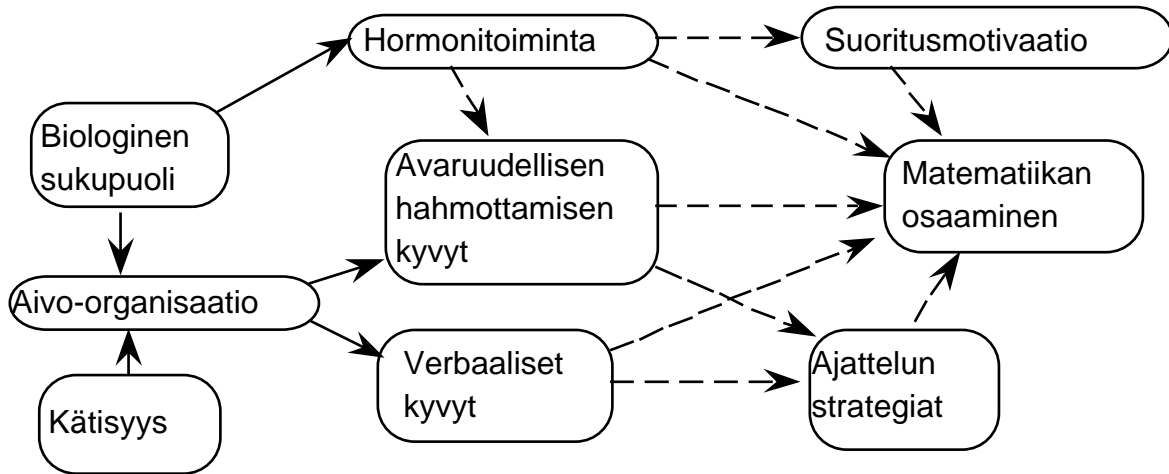 Hormonitoiminta
Suoritusmotivaatio
Biologinen
sukupuoli
Avaruudellisen
hahmottamisen
kyvyt
Matematiikan
osaaminen
Aivo-organisaatio
Verbaaliset
kyvyt
Ajattelun
strategiat
Kätisyys